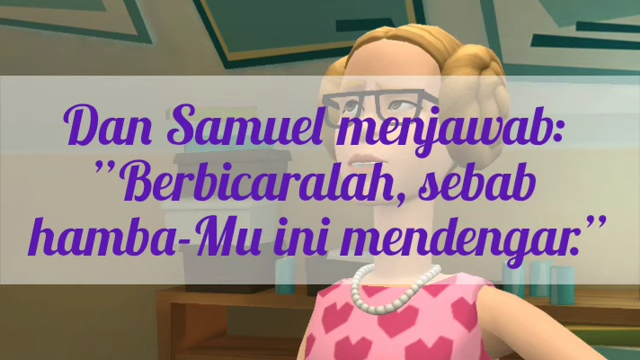 Dan Samuel menjawab:
”Berbicaralah, sebab
hamba-Mu ini mendengar.”